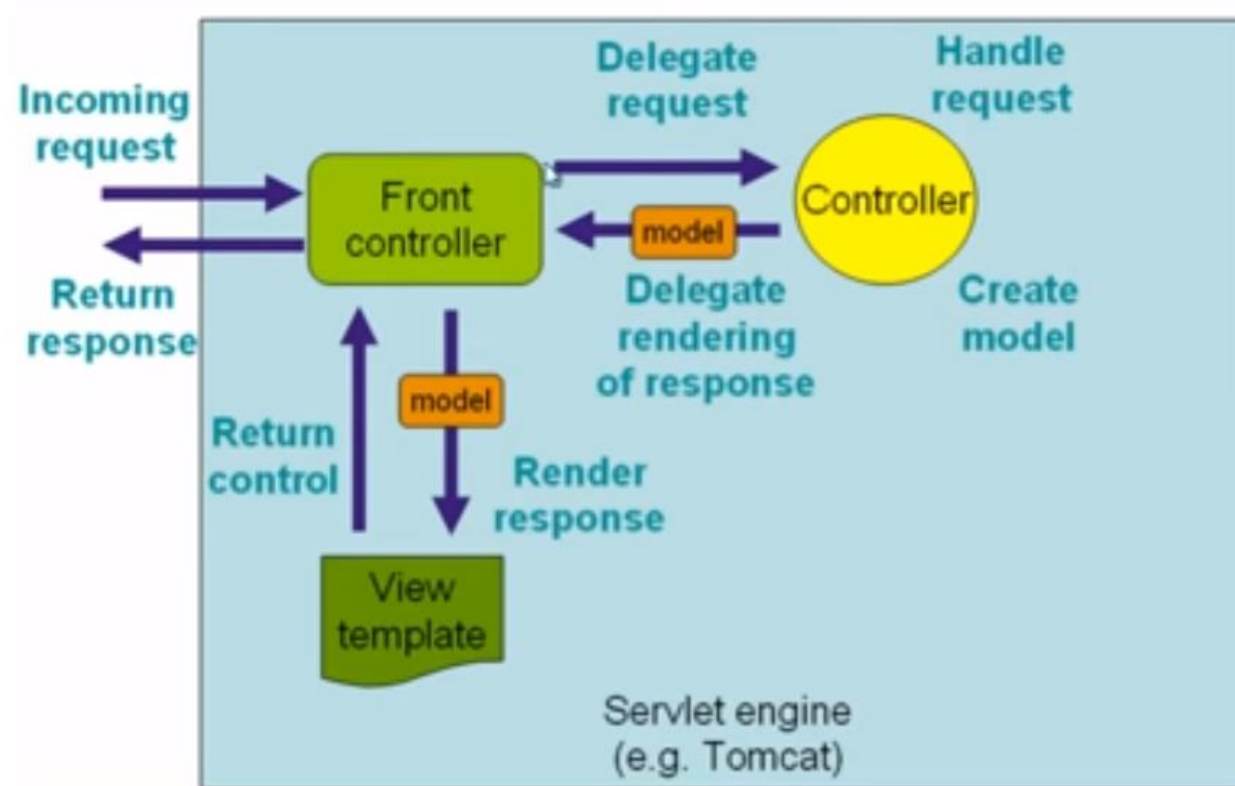 Incoming
request
Return
response
Front
controller
Delegate
request
Handle
request
Controller
model
Delegate
rendering
of response
Create
model
Return
control
model
Render
response
View
template
Servlet engine
(e.g. Tomcat)